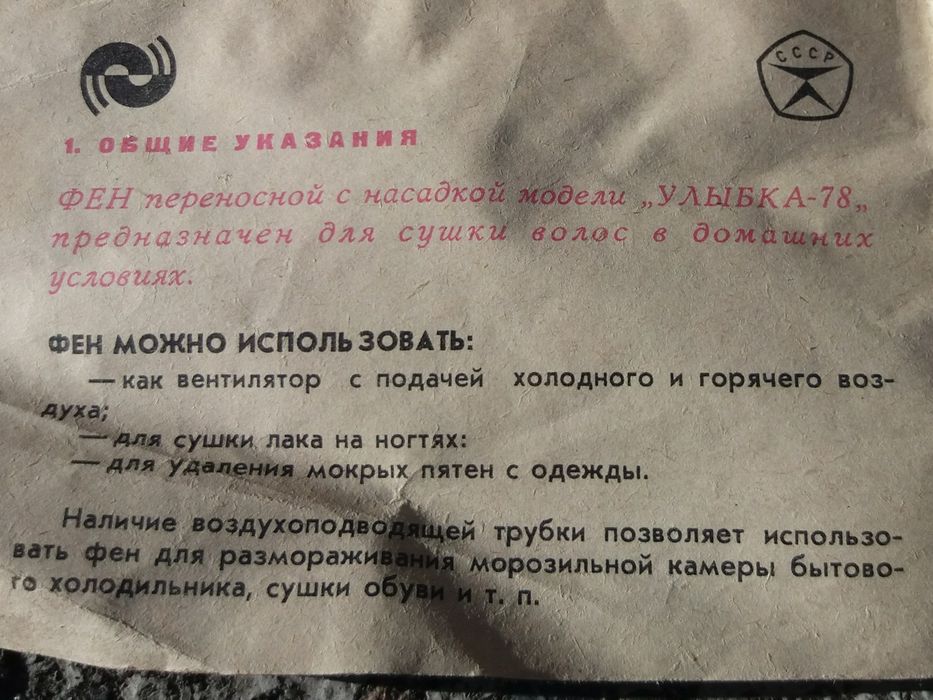 СССР
1. ОБЩИЕ УКАЗАНИЯ
ФЕН переносной с насадкой модели „УЛЫБКА-78„
предназначен для сушки волос в домашних
условиях.
ФЕН МОЖНО ИСПОЛЬЗОВАТЬ:
— как вентилятор с подачей холодного и горячего воз-
духа;
— для сушки лака на ногтях:
— для удаления мокрых пятен с одежды.
Наличие воздухоподводящей трубки позволяет использо-
вать фен для размораживания морозильной камеры бытово-
го холодильника, сушки обуви и т. п.